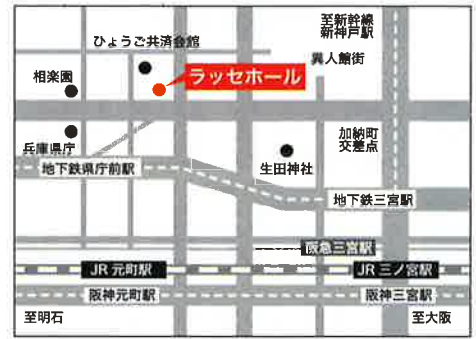 至新幹線
新神戸駅
ひょうご共済会館
異人館街
相楽園
ラッセホール
兵庫県庁
加納町
交差点
地下鉄県庁前駅
生田神社
地下鉄三宮駅
阪急三宮駅
JR 元町駅
JR 三ノ宮駅
阪神元町駅
阪神三宮駅
至明石
至大阪